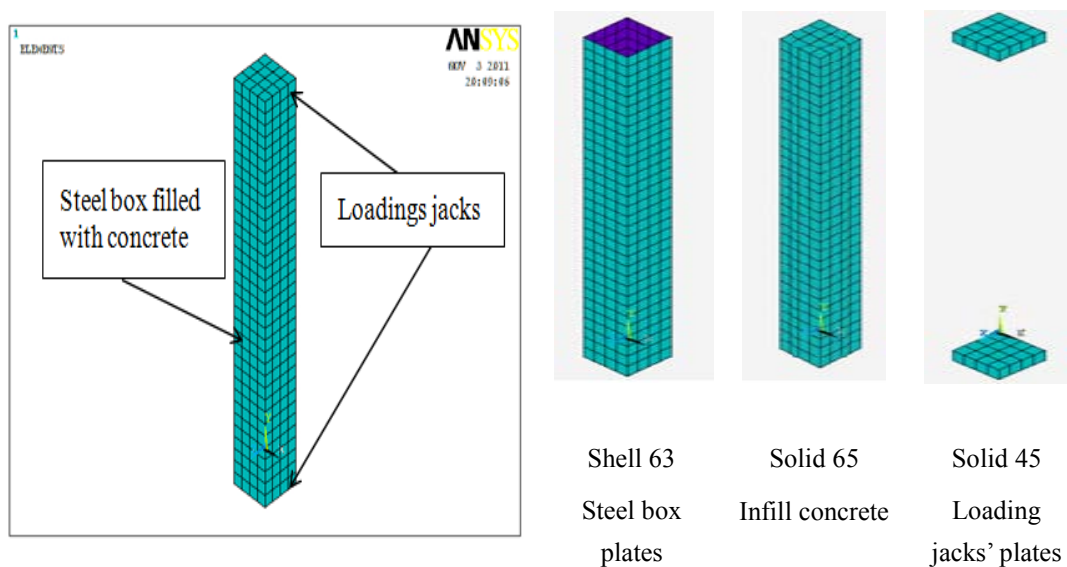 1
ELEMENTS
ANSYS
NOV 3 2011
20:09:06
Steel box filled
with concrete
Loadings jacks
Shell 63
Steel box
plates
Solid 65
Infill concrete
Solid 45
Loading
jacks’ plates